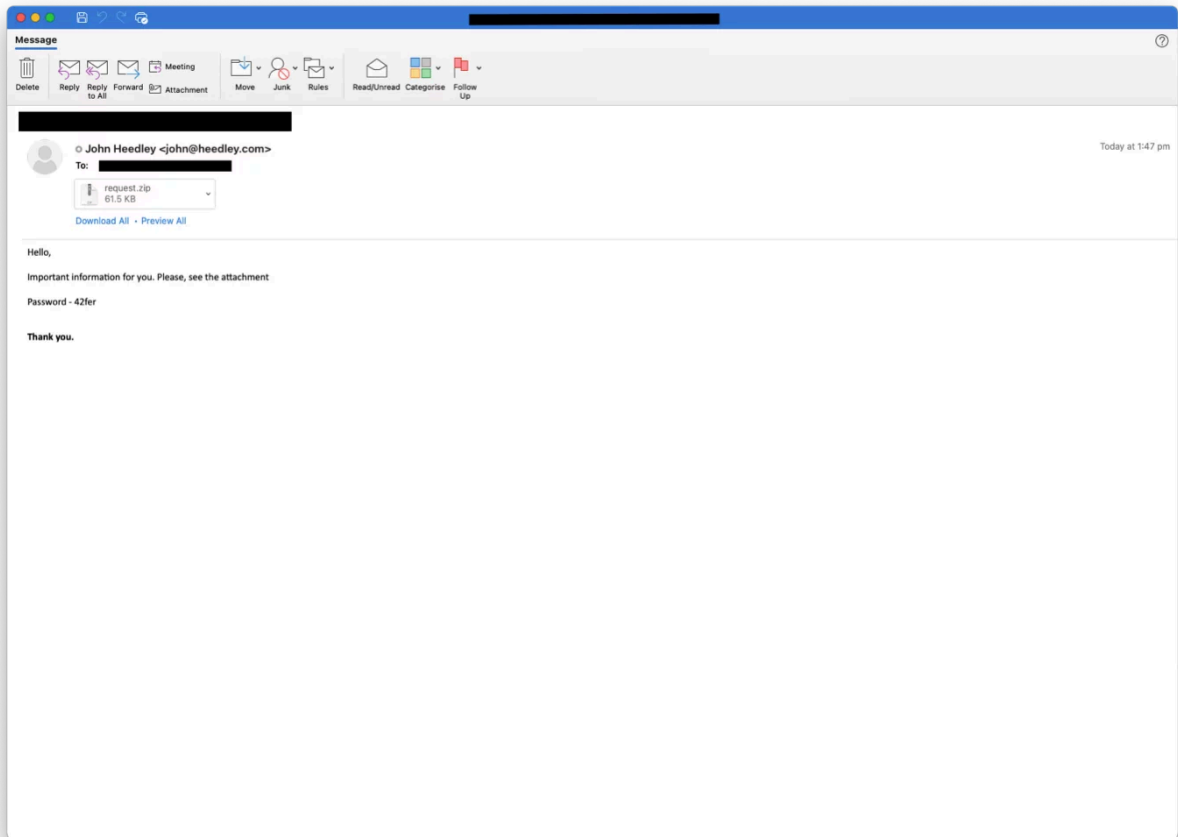 Message
Meeting
Attachment
Delete
Reply
Reply to All
Forward
Move
Junk
Rules
Read/Unread
Categorise
Follow Up
John Heedley <john@heedley.com>
Today at 1:47 pm
To:
request.zip
61.5 KB
Download All • Preview All
Hello,
Important information for you. Please, see the attachment
Password - 42fer
Thank you.